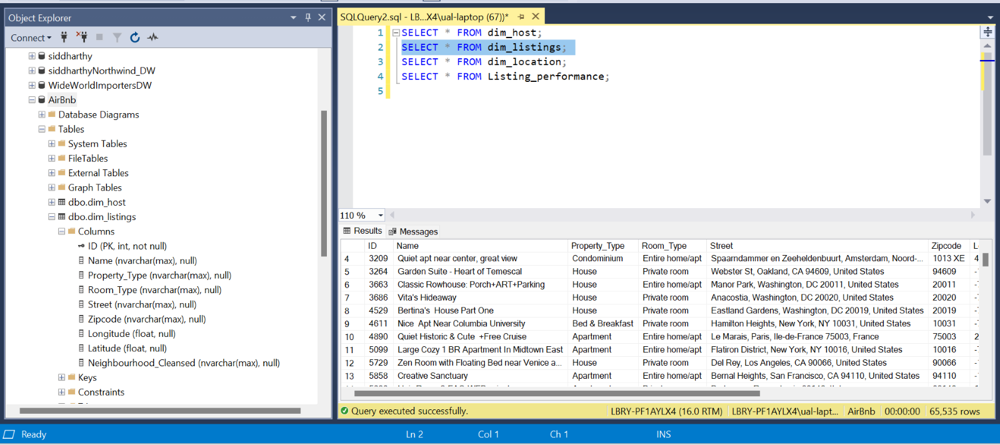 Object Explorer
Connect
siddharthy
siddharthyNorthwind_DW
WideWorldImportersDW
AirBnb
Database Diagrams
Tables
System Tables
FileTables
External Tables
Graph Tables
dbo.dim_host
dbo.dim_listings
Columns
ID (PK, int, not null)
Name (nvarchar(max), null)
Property_Type (nvarchar(max), null)
Room_Type (nvarchar(max), null)
Street (nvarchar(max), null)
Zipcode (nvarchar(max), null)
Longitude (float, null)
Latitude (float, null)
Neighbourhood_Cleansed (nvarchar(max), null)
Keys
Constraints
SQLQuery2.sql - LB...X4\ual-laptop (67))*
1 SELECT * FROM dim_host;
2 SELECT * FROM dim_listings;
3 SELECT * FROM dim_location;
4 SELECT * FROM Listing_performance;
5
110 %
Results Messages
ID Name Property_Type Room_Type Street Zipcode
4 3209 Quiet apt near center, great view Condominium Entire home/apt Spaarndammer en Zeeheldenbuurt, Amsterdam, Noord-... 1013 XE 4
5 3264 Garden Suite - Heart of Temescal House Private room Webster St, Oakland, CA 94609, United States 94609 -
6 3663 Classic Rowhouse: Porch+ART+Parking House Entire home/apt Manor Park, Washington, DC 20011, United States 20011 -
7 3686 Vita's Hideaway House Private room Anacostia, Washington, DC 20020, United States 20020 -
8 4529 Bertina's House Part One House Private room Eastland Gardens, Washington, DC 20019, United States 20019 -
9 4611 Nice Apt Near Columbia University Bed & Breakfast Private room Hamilton Heights, New York, NY 10031, United States 10031 -
10 4890 Quiet Historic & Cute +Free Cruise Apartment Entire home/apt Le Marais, Paris, Ile-de-France 75003, France 75003 2
11 5099 Large Cozy 1 BR Apartment In Midtown East Apartment Entire home/apt Flatiron District, New York, NY 10016, United States 10016 -
12 5729 Zen Room with Floating Bed near Venice a... House Private room Del Rey, Los Angeles, CA 90066, United States 90066 -
13 5858 Creative Sanctuary Apartment Entire home/apt Bernal Heights, San Francisco, CA 94110, United States 94110 -
Query executed successfully. LBRY-PF1AYLX4 (16.0 RTM) LBRY-PF1AYLX4\ual-lapt... AirBnb 00:00:00 65,535 rows
Ready Ln 2 Col 1 Ch 1 INS